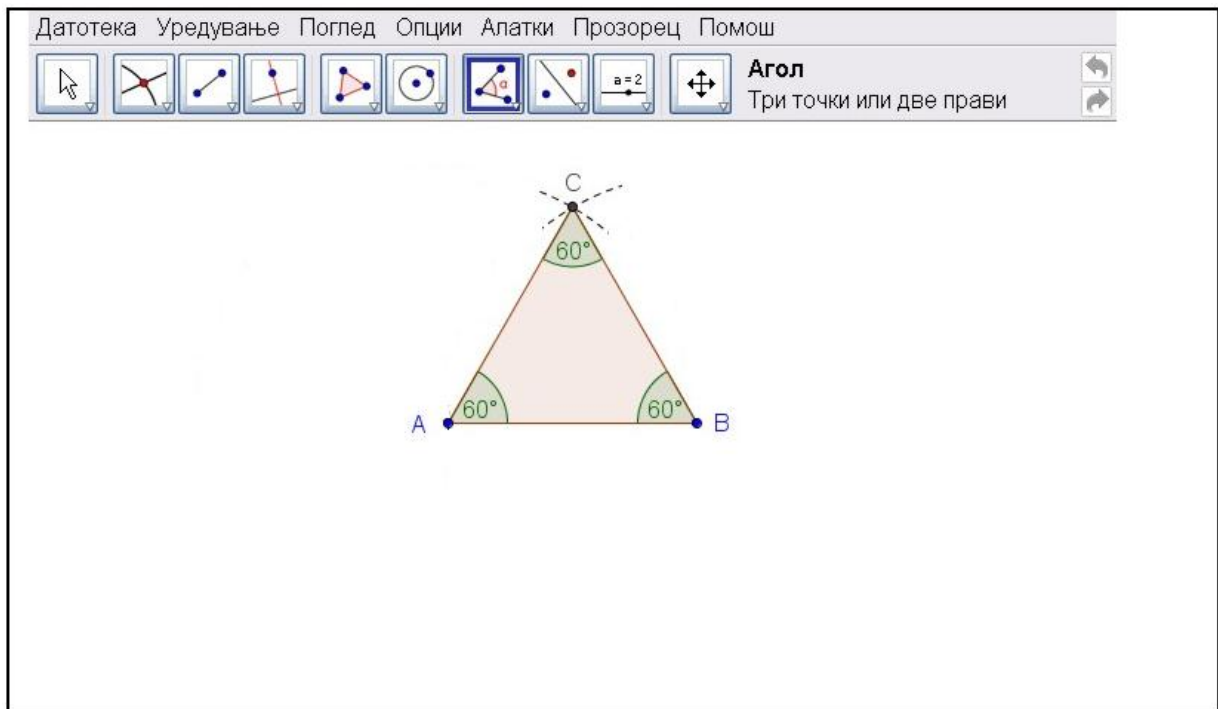 Датотека Уредување Поглед Опции Алатки Прозорец Помош
a = 2
α
Агол
Три точки или две прави
C
60°
60°
60°
A
B